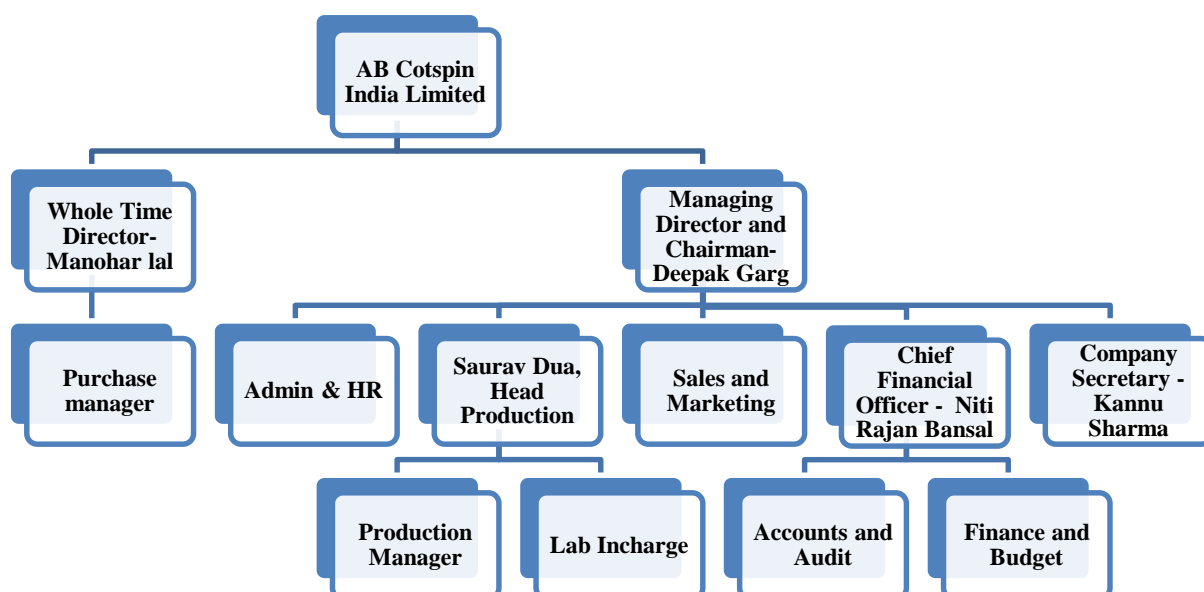 AB Cotspin
India Limited
Whole Time
Director-
Manohar lal
Managing
Director and
Chairman-
Deepak Garg
Purchase
manager
Admin & HR
Saurav Dua,
Head
Production
Sales and
Marketing
Chief
Financial
Officer - Niti
Rajan Bansal
Company
Secretary -
Kannu
Sharma
Production
Manager
Lab Incharge
Accounts and
Audit
Finance and
Budget